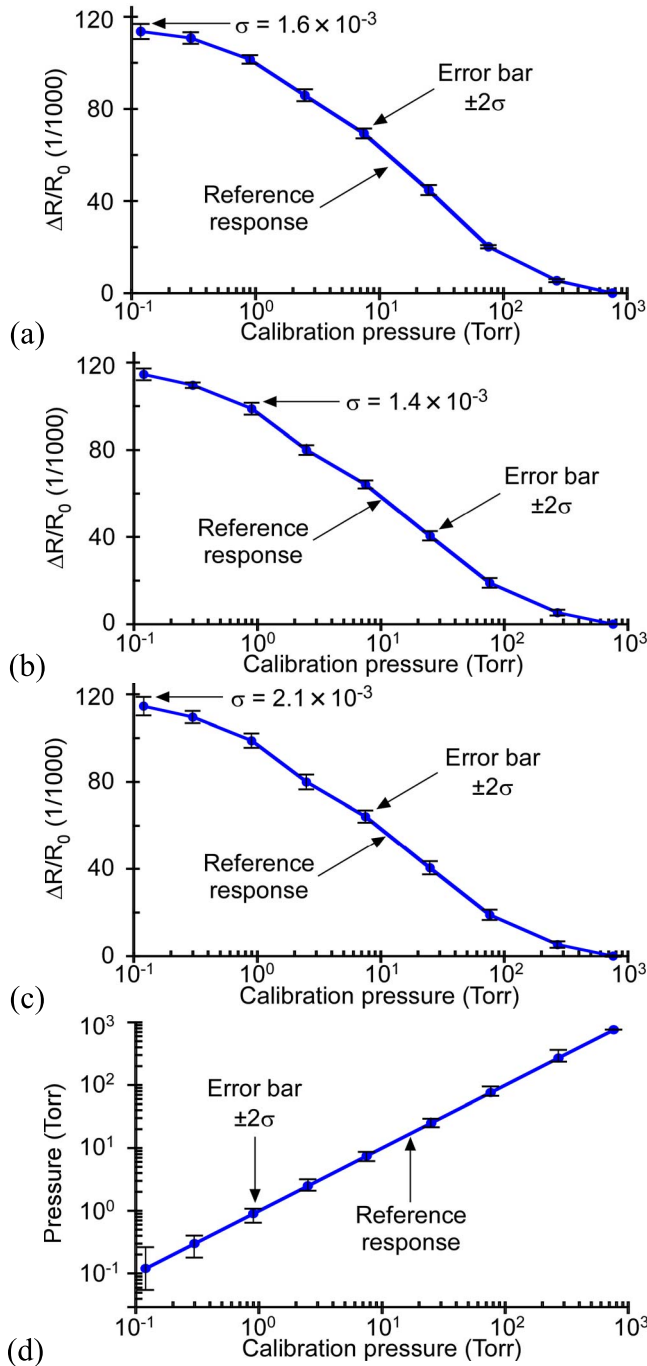 120
σ = 1.6 × 10⁻³
Error bar
±2σ
80
ΔR/R₀ (1/1000)
Reference
response
40
0
10⁻¹ 10⁰ 10¹ 10² 10³
(a)
Calibration pressure (Torr)
120
σ = 1.4 × 10⁻³
80
ΔR/R₀ (1/1000)
Error bar
±2σ
Reference
response
40
0
10⁻¹ 10⁰ 10¹ 10² 10³
(b)
Calibration pressure (Torr)
120
σ = 2.1 × 10⁻³
Error bar
±2σ
80
ΔR/R₀ (1/1000)
Reference
response
40
0
10⁻¹ 10⁰ 10¹ 10² 10³
(c)
Calibration pressure (Torr)
10³
10²
Error bar
±2σ
Pressure (Torr)
10¹
10⁰
Reference
response
10⁻¹
10⁻¹ 10⁰ 10¹ 10² 10³
(d)
Calibration pressure (Torr)